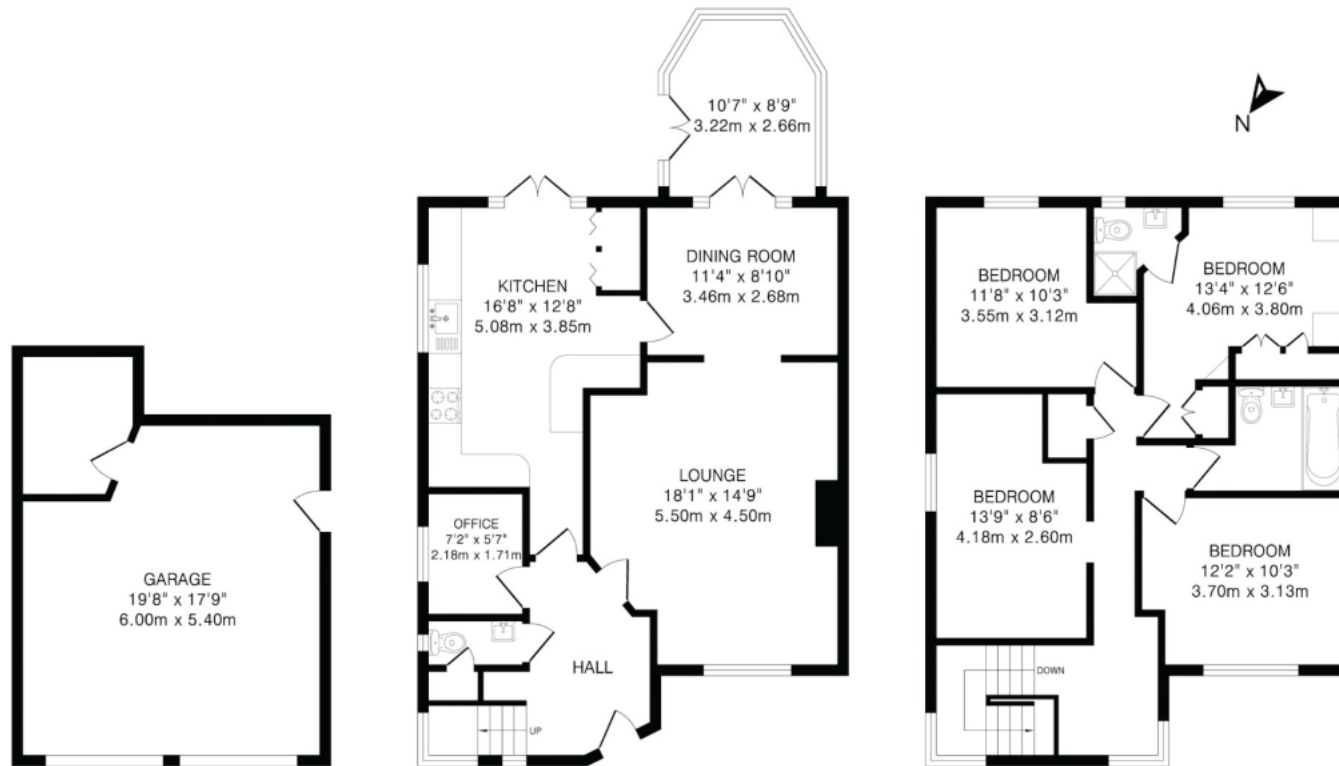 10'7" x 8'9"
3.22m x 2.66m
N
KITCHEN
16'8" x 12'8"
5.08m x 3.85m
DINING ROOM
11'4" x 8'10"
3.46m x 2.68m
BEDROOM
11'8" x 10'3"
3.55m x 3.12m
BEDROOM
13'4" x 12'6"
4.06m x 3.80m
GARAGE
19'8" x 17'9"
6.00m x 5.40m
OFFICE
7'2" x 5'7"
2.18m x 1.71m
LOUNGE
18'1" x 14'9"
5.50m x 4.50m
BEDROOM
13'9" x 8'6"
4.18m x 2.60m
BEDROOM
12'2" x 10'3"
3.70m x 3.13m
HALL
UP
DOWN